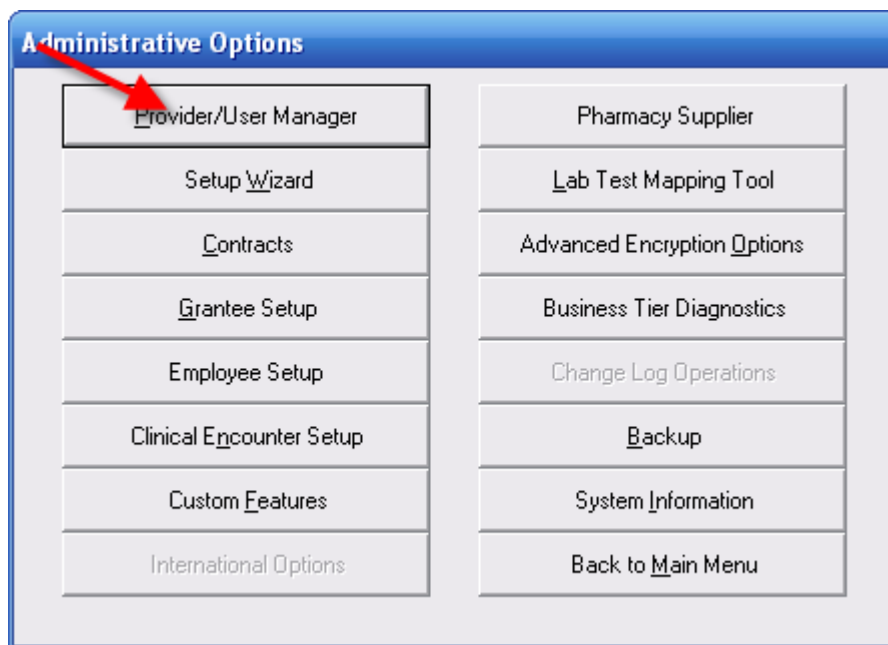 Administrative Options
Provider/User Manager
Pharmacy Supplier
Setup Wizard
Lab Test Mapping Tool
Contracts
Advanced Encryption Options
Grantee Setup
Business Tier Diagnostics
Employee Setup
Change Log Operations
Clinical Encounter Setup
Backup
Custom Features
System Information
International Options
Back to Main Menu